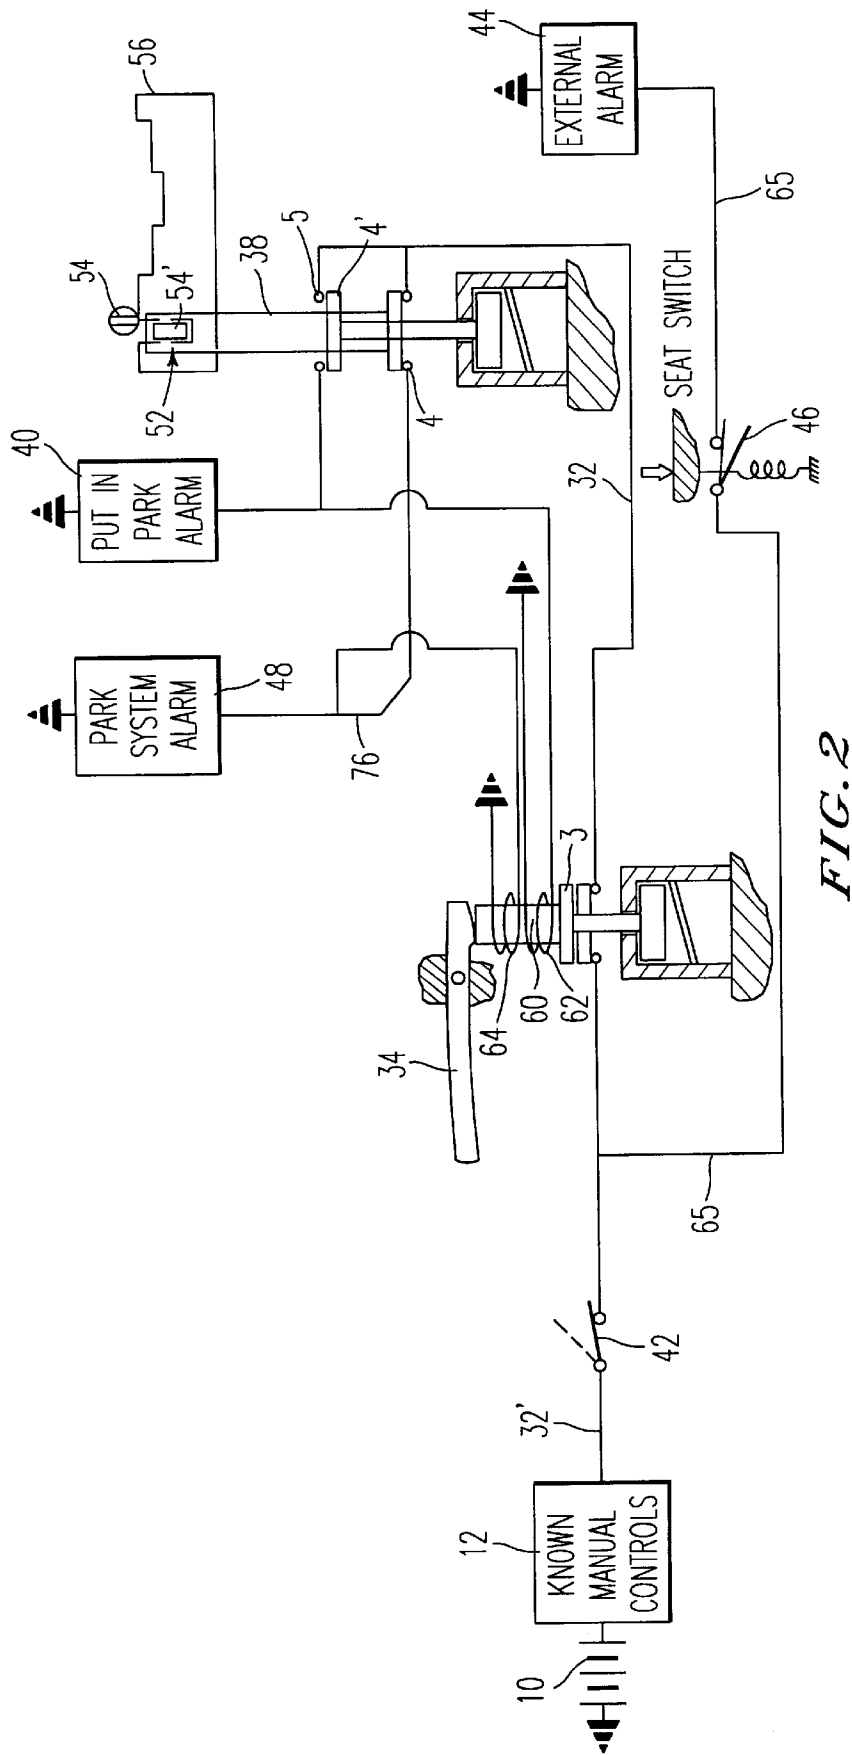 56
44
EXTERNAL
ALARM
54
54'
52
38
5
4'
4
65
SEAT SWITCH
46
40
PUT IN
PARK
ALARM
32
PARK
SYSTEM
ALARM
48
76
3
34
64
60
62
65
42
32'
12
KNOWN
MANUAL
CONTROLS
10
FIG. 2